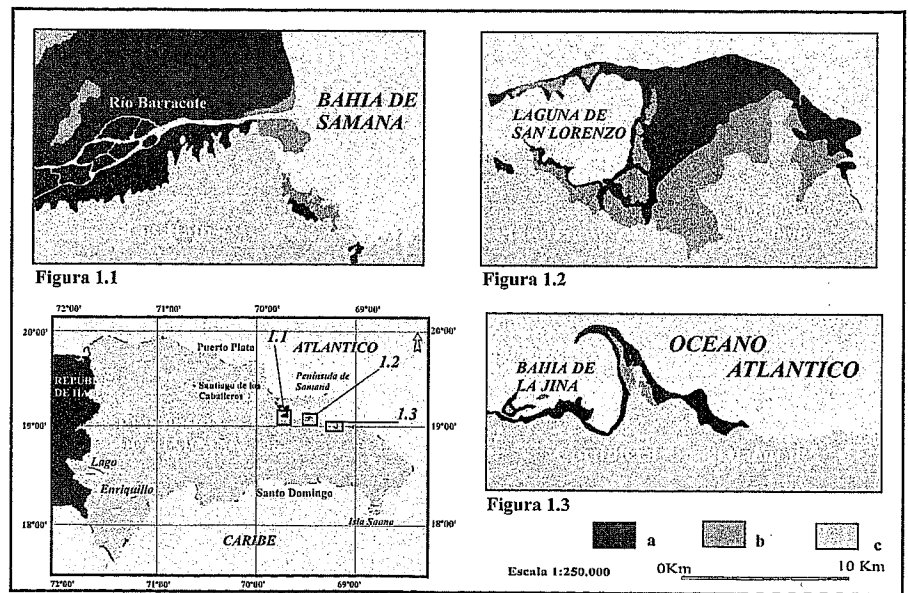 Río Barracote
BAHIA DE
SAMANA
Figura 1.1
LAGUNA DE
SAN LORENZO
Figura 1.2
72°00' 71°00' 70°00' 69°00'
20°00' 20°00'
1.1
Puerto Plata
ATLANTICO
1.2
Península de
Samaná
Santiago de los
Caballeros
1.3
19°00' 19°00'
Lago
Enriquillo
Santo Domingo
Isla Saona
18°00' 18°00'
CARIBE
72°00' 71°00' 70°00' 69°00'
OCEANO
ATLANTICO
BAHIA DE
LA JINA
Figura 1.3
a b c
Escala 1:250,000 0Km 10 Km